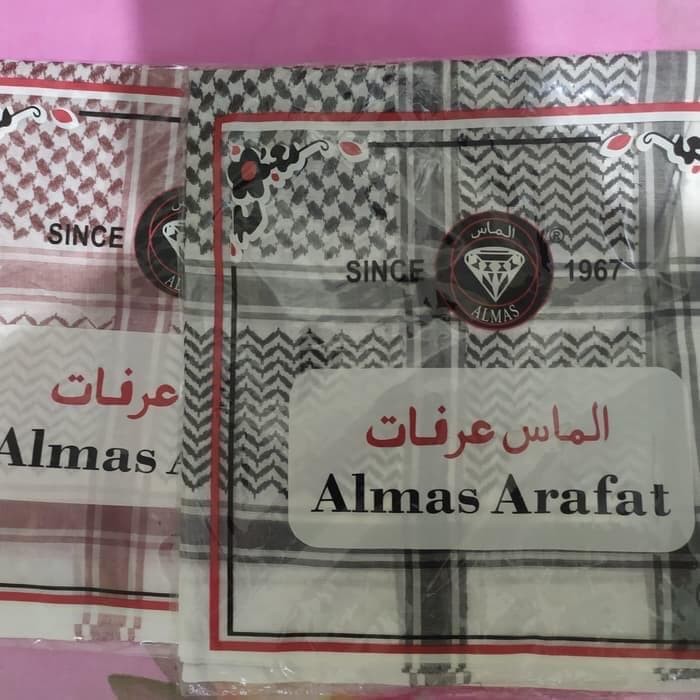 SINCE
عرفات
Almas
SINCE
الماس
®
1967
ALMAS
الماس عرفات
Almas Arafat